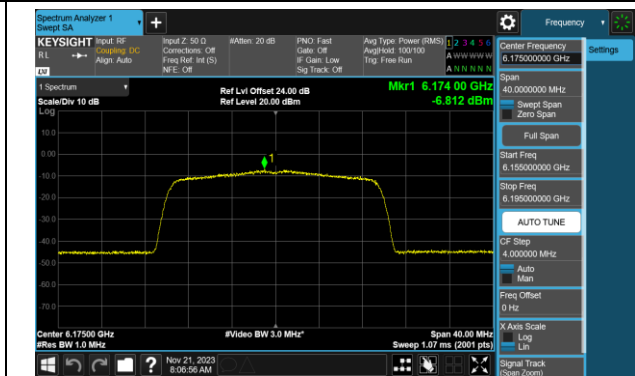 Spectrum Analyzer 1
Swept SA
Frequency
KEYSIGHT
RL
LW
Input: RF
Coupling: DC
Align: Auto
Input Z: 50 Ω
Corrections: Off
Freq Ref: Int (S)
NFE: Off
#Atten: 20 dB
PNO: Fast
Gate: Off
IF Gain: Low
Sig Track: Off
Avg Type: Power (RMS)
Avg|Hold: 100/100
Trig: Free Run
1 2 3 4 5 6
A W W W W W
A N N N N N
1 Spectrum
Scale/Div 10 dB
Log
Ref Lvl Offset 24.00 dB
Ref Level 20.00 dBm
Mkr1 6.174 00 GHz
-6.812 dBm
10.0
0.00
-10.0
-20.0
-30.0
-40.0
-50.0
-60.0
-70.0
1
Center 6.17500 GHz
#Res BW 1.0 MHz
#Video BW 3.0 MHz*
Span 40.00 MHz
Sweep 1.07 ms (2001 pts)
Nov 21, 2023
8:06:56 AM
Center Frequency
6.175000000 GHz
Settings
Span
40.0000000 MHz
Swept Span
Zero Span
Full Span
Start Freq
6.155000000 GHz
Stop Freq
6.195000000 GHz
AUTO TUNE
CF Step
4.000000 MHz
Auto
Man
Freq Offset
0 Hz
X Axis Scale
Log
Lin
Signal Track
(Span Zoom)